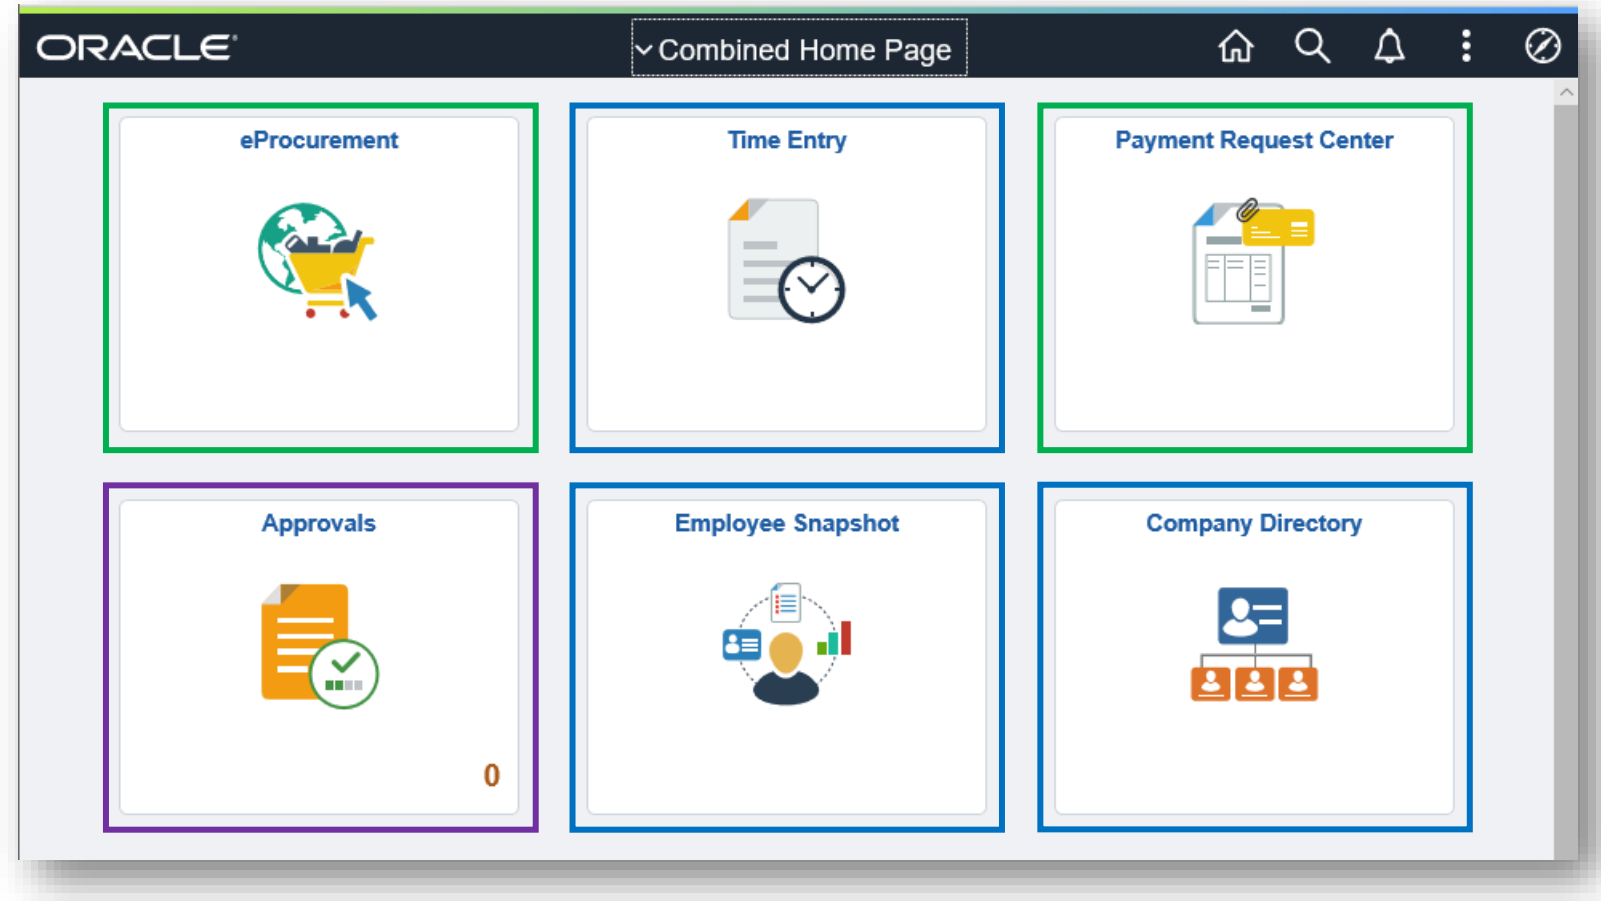 ORACLE
Combined Home Page
eProcurement
Time Entry
Payment Request Center
Approvals
0
Employee Snapshot
Company Directory